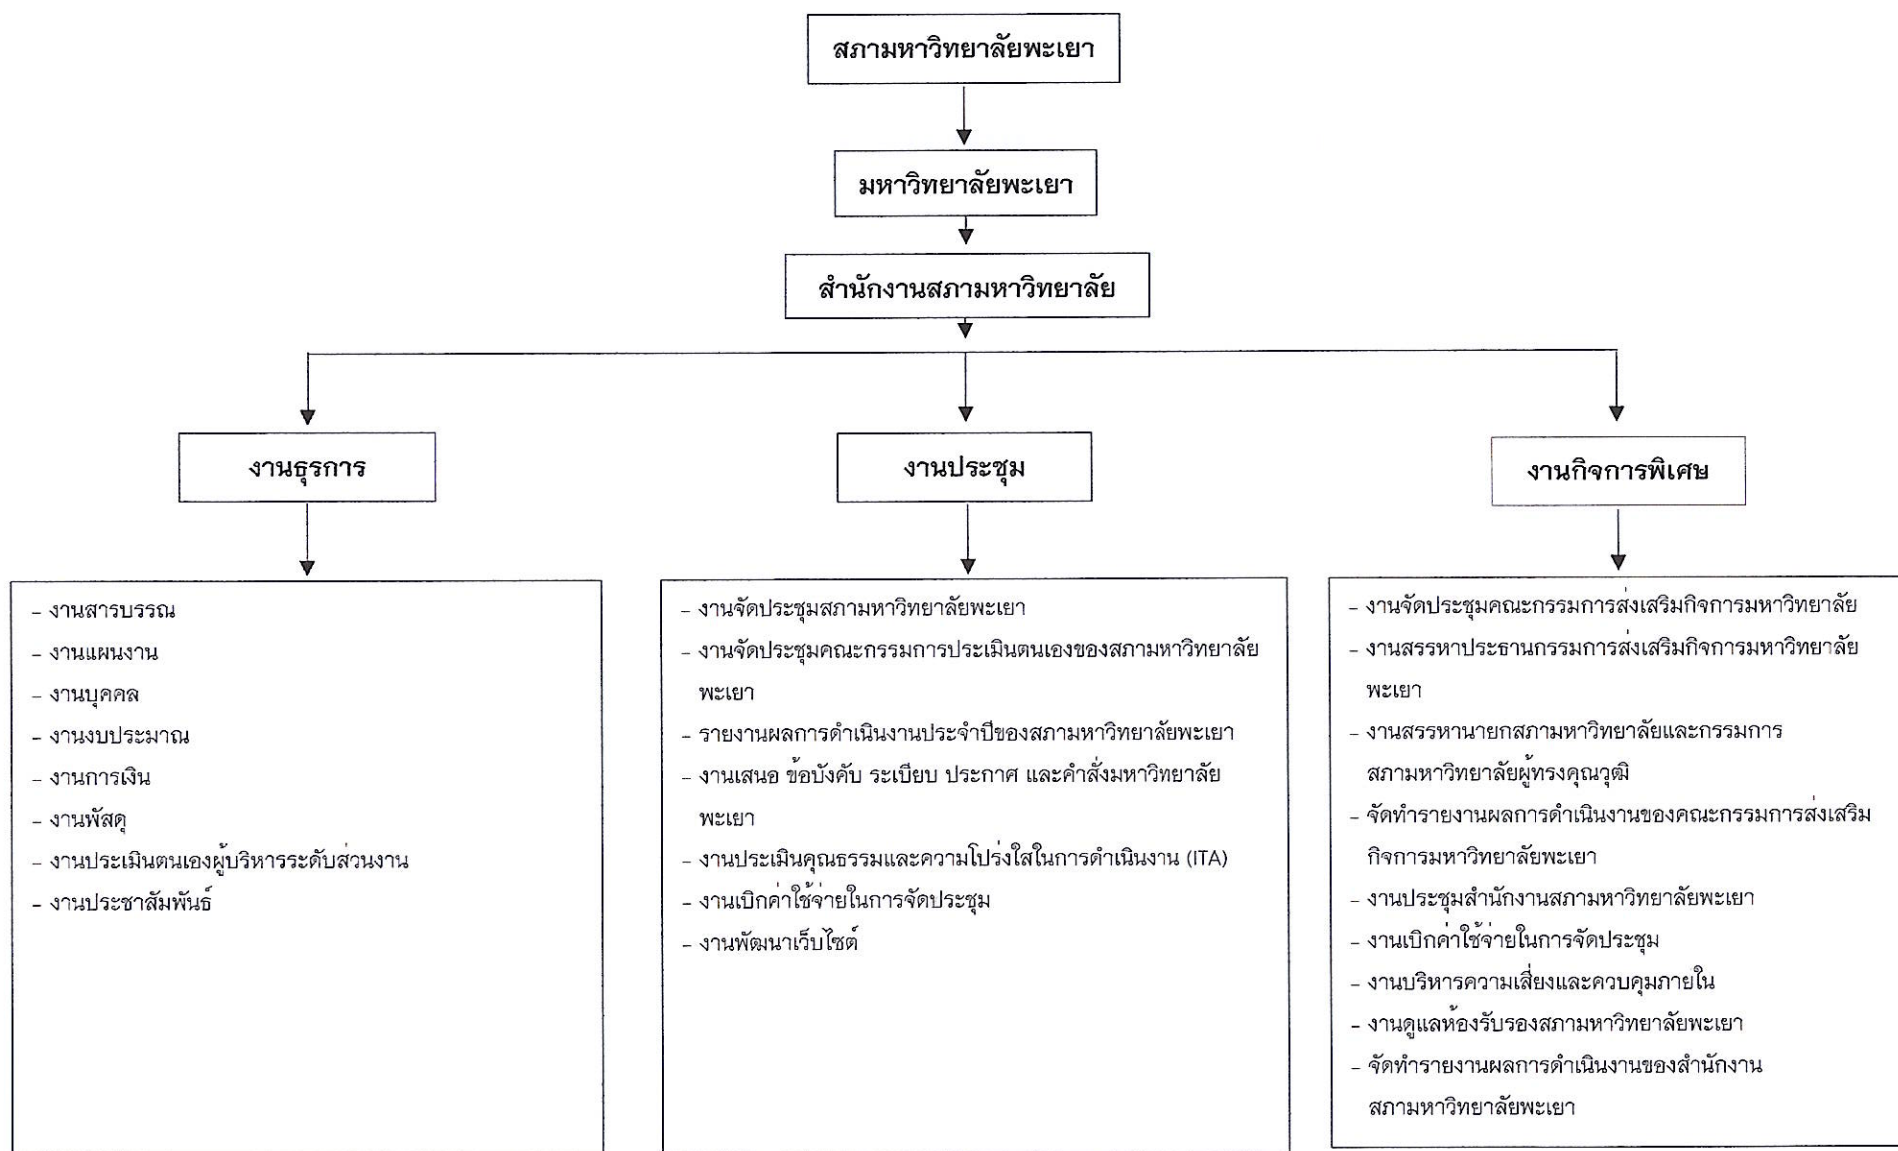 สภามหาวิทยาลัยพะเยา
มหาวิทยาลัยพะเยา
สำนักงานสภามหาวิทยาลัย
งานธุรการ
งานประชุม
งานกิจการพิเศษ
- งานสารบรรณ
- งานแผนงาน
- งานบุคคล
- งานงบประมาณ
- งานการเงิน
- งานพัสดุ
- งานประเมินตนเองผู้บริหารระดับส่วนงาน
- งานประชาสัมพันธ์
- งานจัดประชุมสภามหาวิทยาลัยพะเยา
- งานจัดประชุมคณะกรรมการประเมินตนเองของสภามหาวิทยาลัย
พะเยา
- รายงานผลการดำเนินงานประจำปีของสภามหาวิทยาลัยพะเยา
- งานเสนอ ข้อบังคับ ระเบียบ ประกาศ และคำสั่งมหาวิทยาลัย
พะเยา
- งานประเมินคุณธรรมและความโปร่งใสในการดำเนินงาน (ITA)
- งานเบิกค่าใช้จ่ายในการจัดประชุม
- งานพัฒนาเว็บไซต์
- งานจัดประชุมคณะกรรมการส่งเสริมกิจการมหาวิทยาลัย
- งานสรรหาประธานกรรมการส่งเสริมกิจการมหาวิทยาลัย
พะเยา
- งานสรรหานายกสภามหาวิทยาลัยและกรรมการ
สภามหาวิทยาลัยผู้ทรงคุณวุฒิ
- จัดทำรายงานผลการดำเนินงานของคณะกรรมการส่งเสริม
กิจการมหาวิทยาลัยพะเยา
- งานประชุมสำนักงานสภามหาวิทยาลัยพะเยา
- งานเบิกค่าใช้จ่ายในการจัดประชุม
- งานบริหารความเสี่ยงและควบคุมภายใน
- งานดูแลห้องรับรองสภามหาวิทยาลัยพะเยา
- จัดทำรายงานผลการดำเนินงานของสำนักงาน
สภามหาวิทยาลัยพะเยา